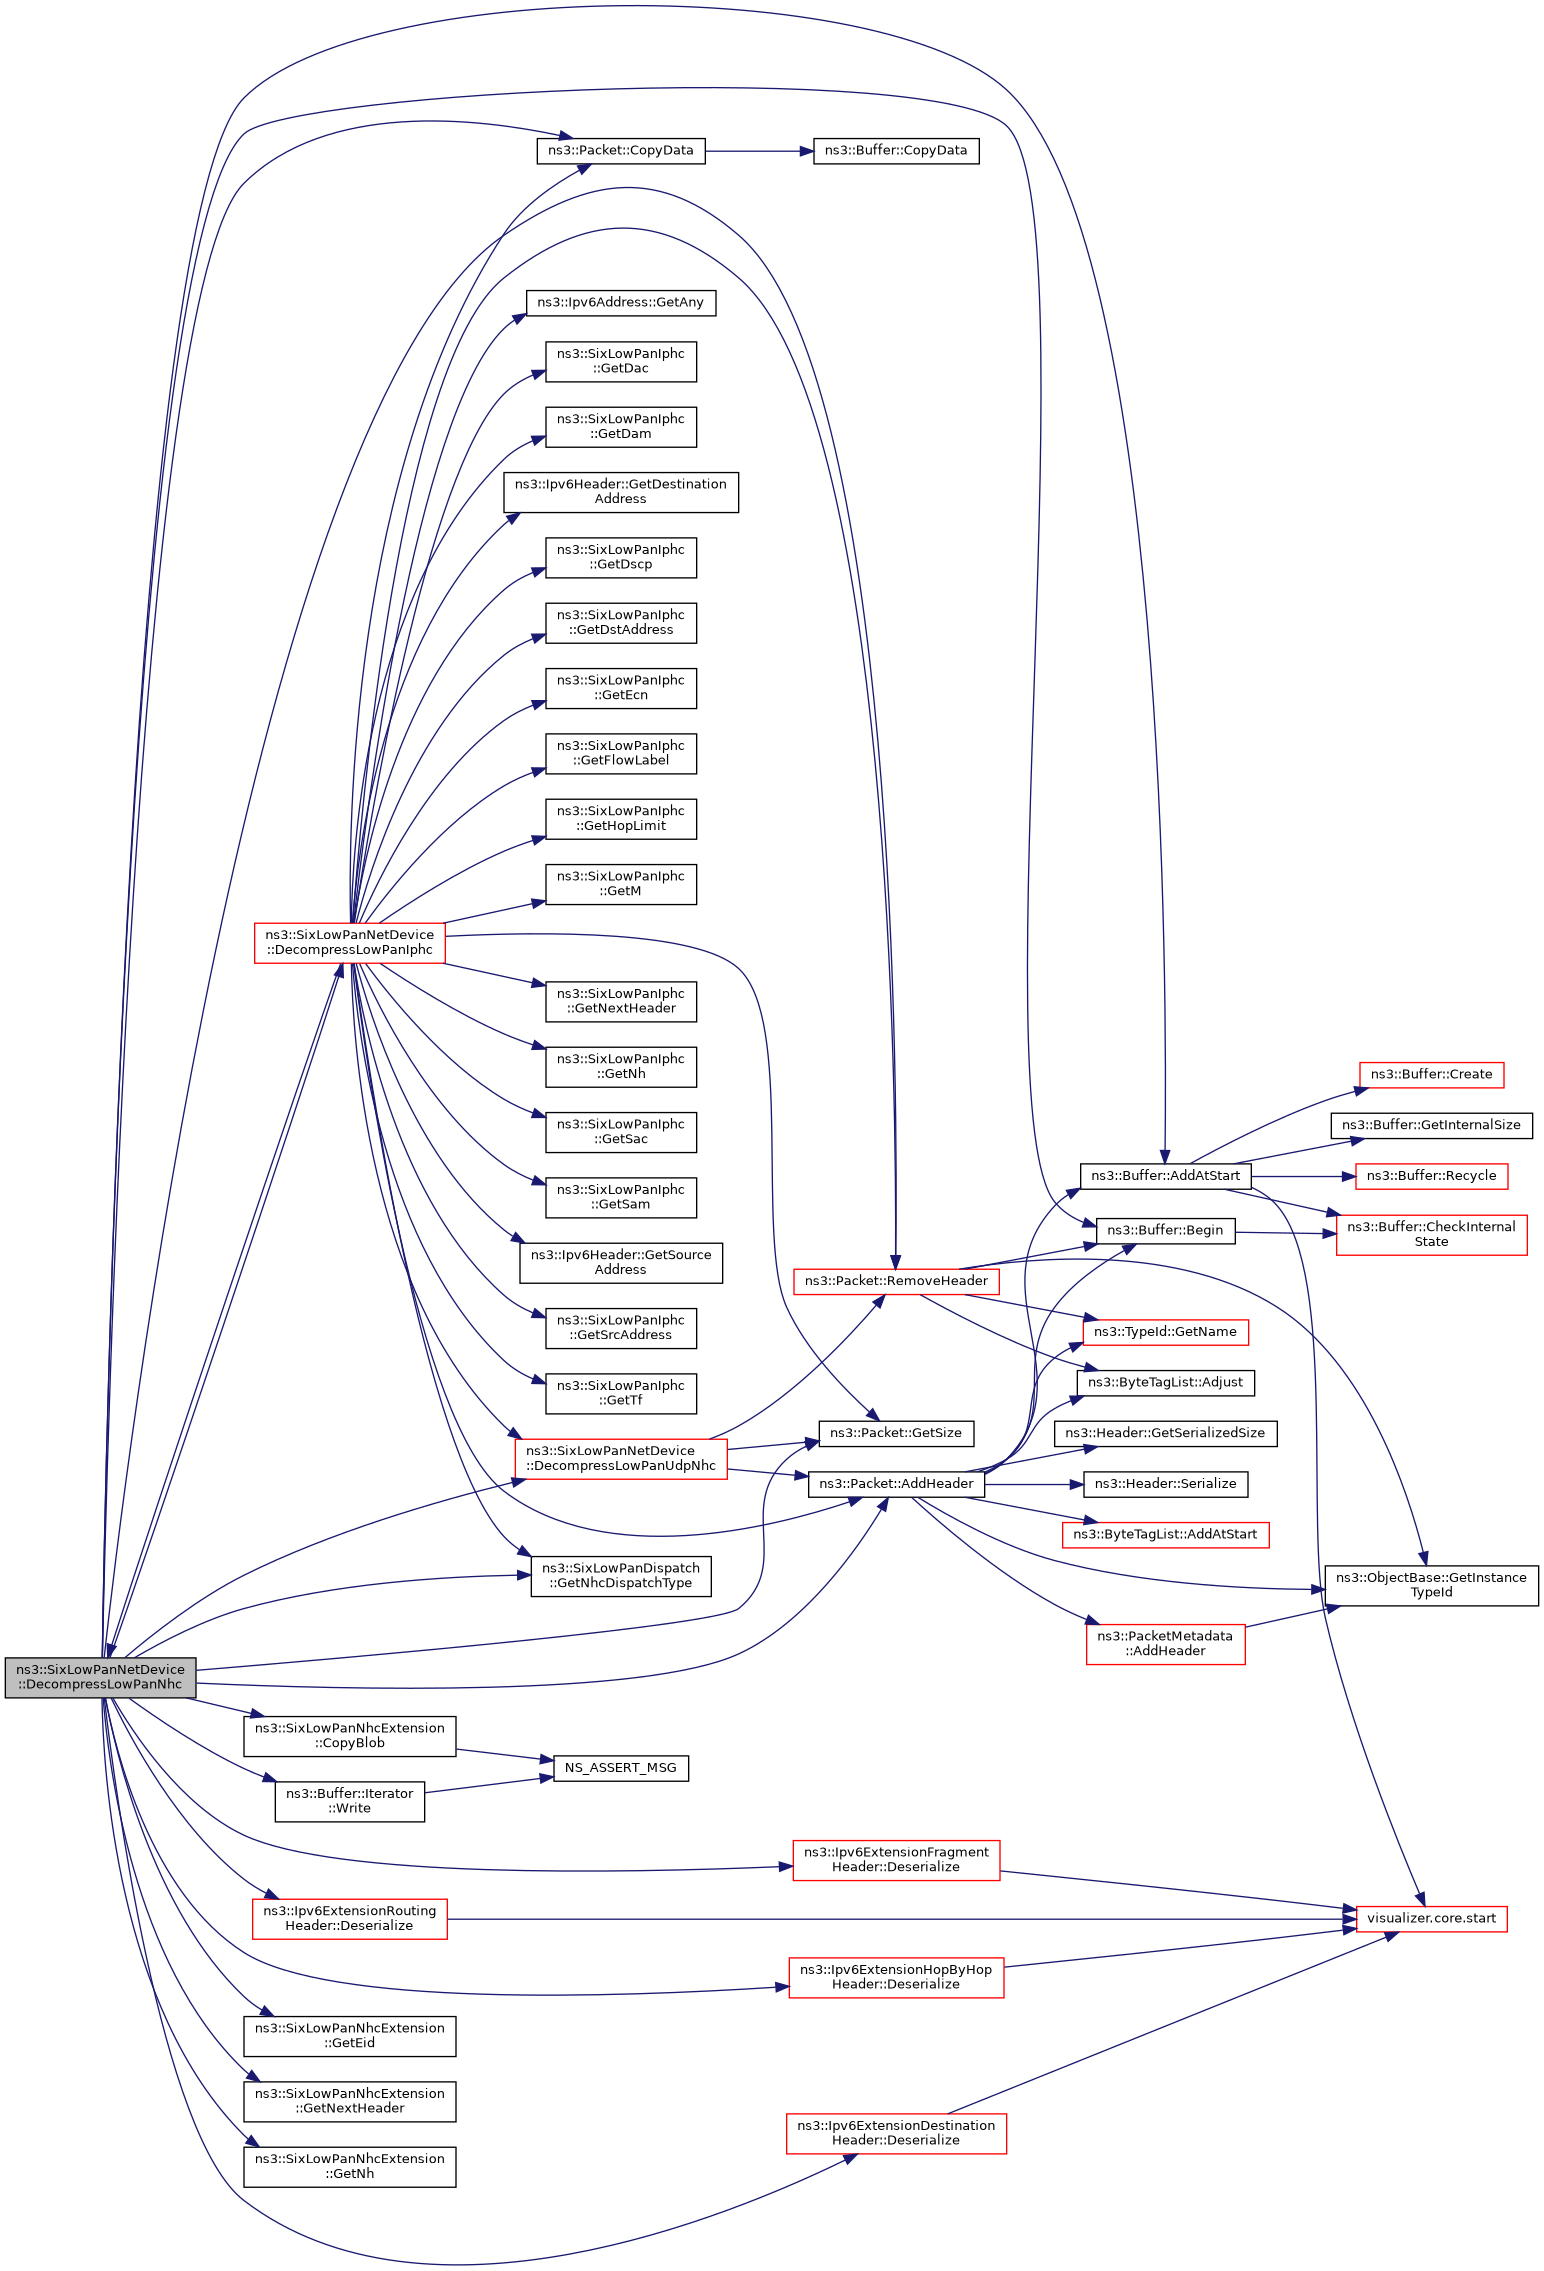 ns3::Packet::CopyData
ns3::Buffer::CopyData
ns3::Ipv6Address::GetAny
ns3::SixLowPanIphc
::GetDac
ns3::SixLowPanIphc
::GetDam
ns3::Ipv6Header::GetDestination
Address
ns3::SixLowPanIphc
::GetDscp
ns3::SixLowPanIphc
::GetDstAddress
ns3::SixLowPanIphc
::GetEcn
ns3::SixLowPanIphc
::GetFlowLabel
ns3::SixLowPanIphc
::GetHopLimit
ns3::SixLowPanIphc
::GetM
ns3::SixLowPanNetDevice
::DecompressLowPanIphc
ns3::SixLowPanIphc
::GetNextHeader
ns3::SixLowPanIphc
::GetNh
ns3::SixLowPanIphc
::GetSac
ns3::SixLowPanIphc
::GetSam
ns3::Ipv6Header::GetSource
Address
ns3::SixLowPanIphc
::GetSrcAddress
ns3::SixLowPanIphc
::GetTf
ns3::SixLowPanNetDevice
::DecompressLowPanUdpNhc
ns3::SixLowPanDispatch
::GetNhcDispatchType
ns3::Buffer::Create
ns3::Buffer::GetInternalSize
ns3::Buffer::AddAtStart
ns3::Buffer::Recycle
ns3::Buffer::Begin
ns3::Buffer::CheckInternal
State
ns3::Packet::RemoveHeader
ns3::TypeId::GetName
ns3::ByteTagList::Adjust
ns3::Packet::GetSize
ns3::Header::GetSerializedSize
ns3::Packet::AddHeader
ns3::Header::Serialize
ns3::ByteTagList::AddAtStart
ns3::ObjectBase::GetInstance
TypeId
ns3::PacketMetadata
::AddHeader
ns3::SixLowPanNetDevice
::DecompressLowPanNhc
ns3::SixLowPanNhcExtension
::CopyBlob
NS_ASSERT_MSG
ns3::Buffer::Iterator
::Write
ns3::Ipv6ExtensionFragment
Header::Deserialize
ns3::Ipv6ExtensionRouting
Header::Deserialize
visualizer.core.start
ns3::Ipv6ExtensionHopByHop
Header::Deserialize
ns3::SixLowPanNhcExtension
::GetEid
ns3::SixLowPanNhcExtension
::GetNextHeader
ns3::Ipv6ExtensionDestination
Header::Deserialize
ns3::SixLowPanNhcExtension
::GetNh